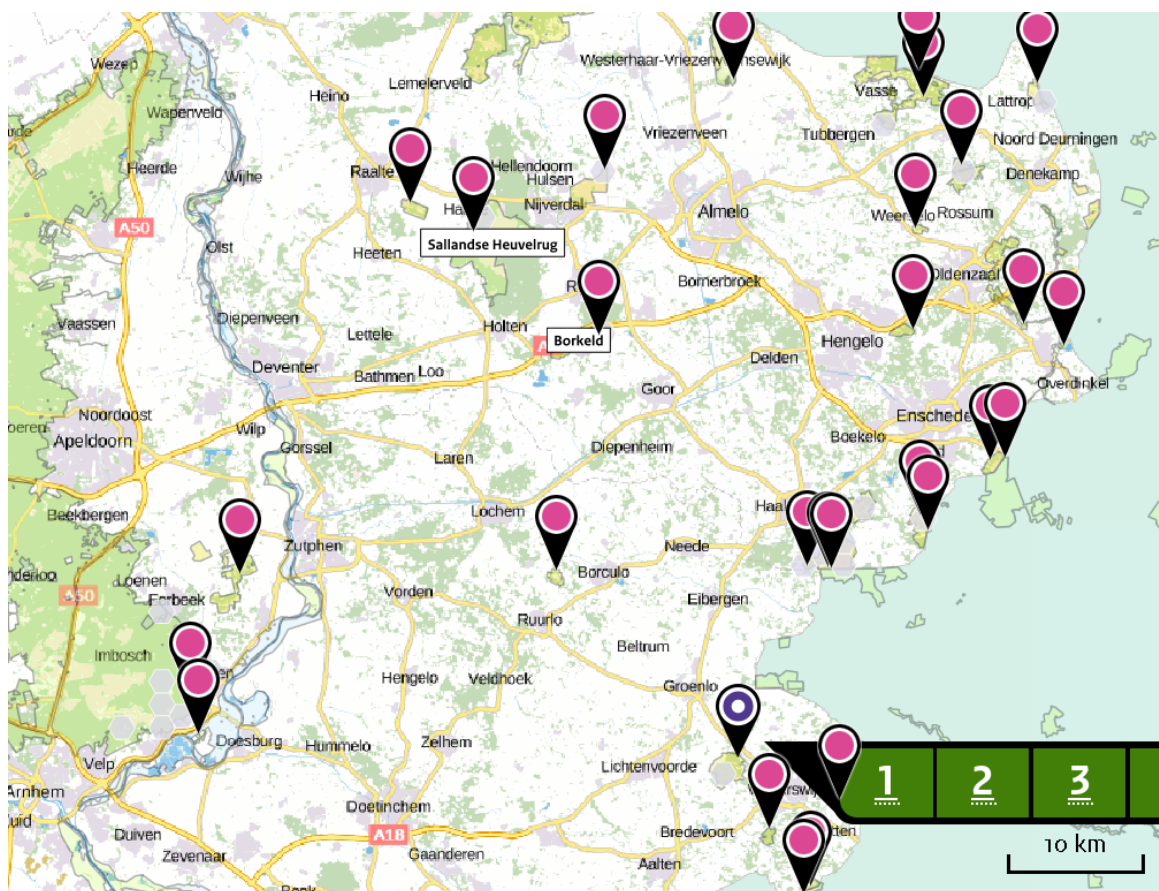 Wezep
Lemelerveld
Westerhaar-Vriezenv
nsewijk
Heino
Wapenveld
Vasse
Lattrop
Vriezenveen
Tubbergen
Noord Deurningen
Heerde
Wijhe
Raalte
Hellendoorn
Hulsen
Denekamp
Nijverdal
Almelo
Rossum
A50
Olst
Sallandse Heuvelrug
Heeten
Oldenzaal
Bornerbroek
Diepenveen
Vaassen
Lettele
Holten
Borkeld
Hengelo
Delden
Deventer
Bathmen
Loo
Goor
Overdinkel
Noordoost
Apeldoorn
Wilp
Gorssel
Enschede
Boekelo
Diepenheim
Laren
Beekbergen
Lochem
Zutphen
Neede
Loenen
Borculo
A50
Eerbeek
Vorden
Eibergen
Ruurlo
Imbosch
Beltrum
Hengelo
Veldhoek
Groenlo
Doesburg
Hummelo
Zelhem
Velp
Lichtenvoorde
1 2 3
Arnhem
Doetinchem
Duiven
A18
Bredevoort
Zevenaar
Gaanderen
Aalten
10 km